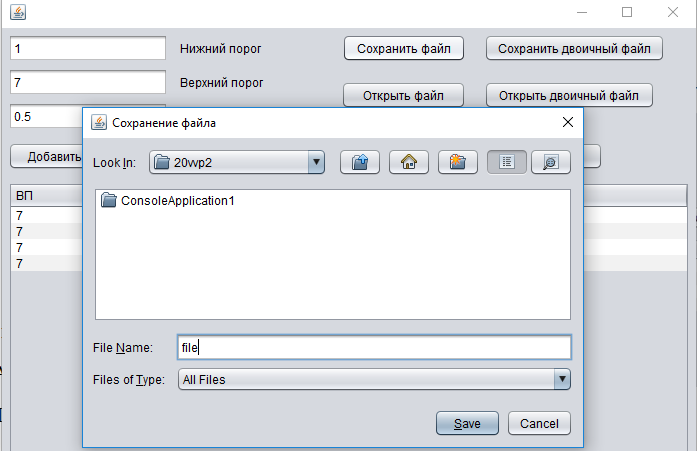 1 Нижний порог Сохранить файл Сохранить двоичный файл
7 Верхний порог
0.5 Открыть файл Открыть двоичный файл
Сохранение файла
Добавить
Look In: 20wp2
ВП
ConsoleApplication1
7
7
7
7
File Name: file
Files of Type: All Files
Save Cancel